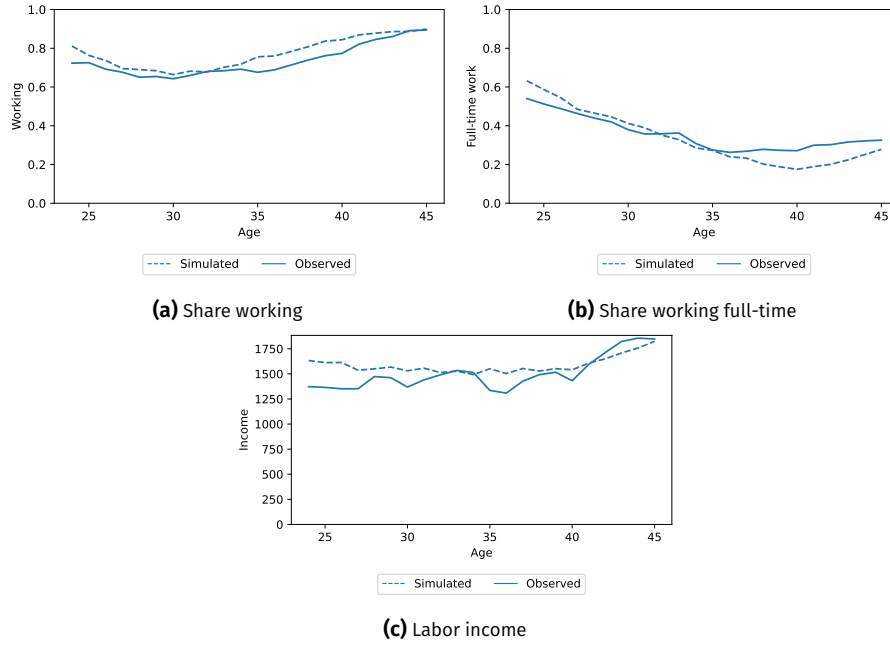 1.0
0.8
0.6
0.4
0.2
0.0
Working
25 30 35 40 45
Age
Simulated Observed
(a) Share working
1.0
0.8
0.6
0.4
0.2
0.0
Full-time work
25 30 35 40 45
Age
Simulated Observed
(b) Share working full-time
1750
1500
1250
1000
750
500
250
0
Income
25 30 35 40 45
Age
Simulated Observed
(c) Labor income